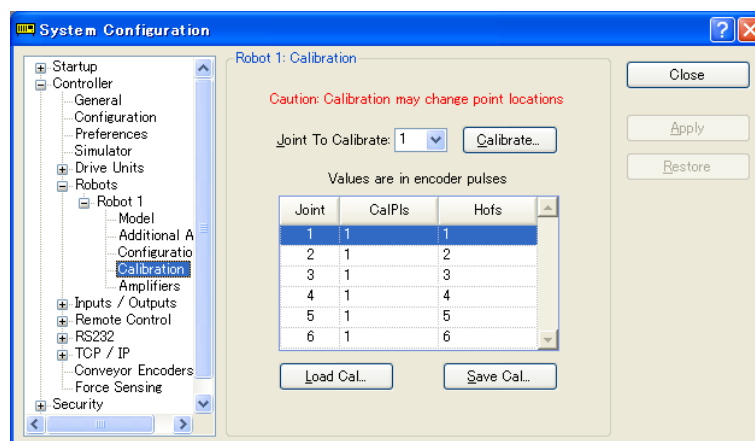 System Configuration
Startup
Controller
General
Configuration
Preferences
Simulator
Drive Units
Robots
Robot 1
Model
Additional A
Configuratio
Calibration
Amplifiers
Inputs / Outputs
Remote Control
RS232
TCP / IP
Conveyor Encoders
Force Sensing
Security
Robot 1: Calibration
Caution: Calibration may change point locations
Joint To Calibrate: 1 Calibrate...
Values are in encoder pulses
Joint CalPls Hofs
1 1 1
2 1 2
3 1 3
4 1 4
5 1 5
6 1 6
Load Cal... Save Cal...
Close
Apply
Restore